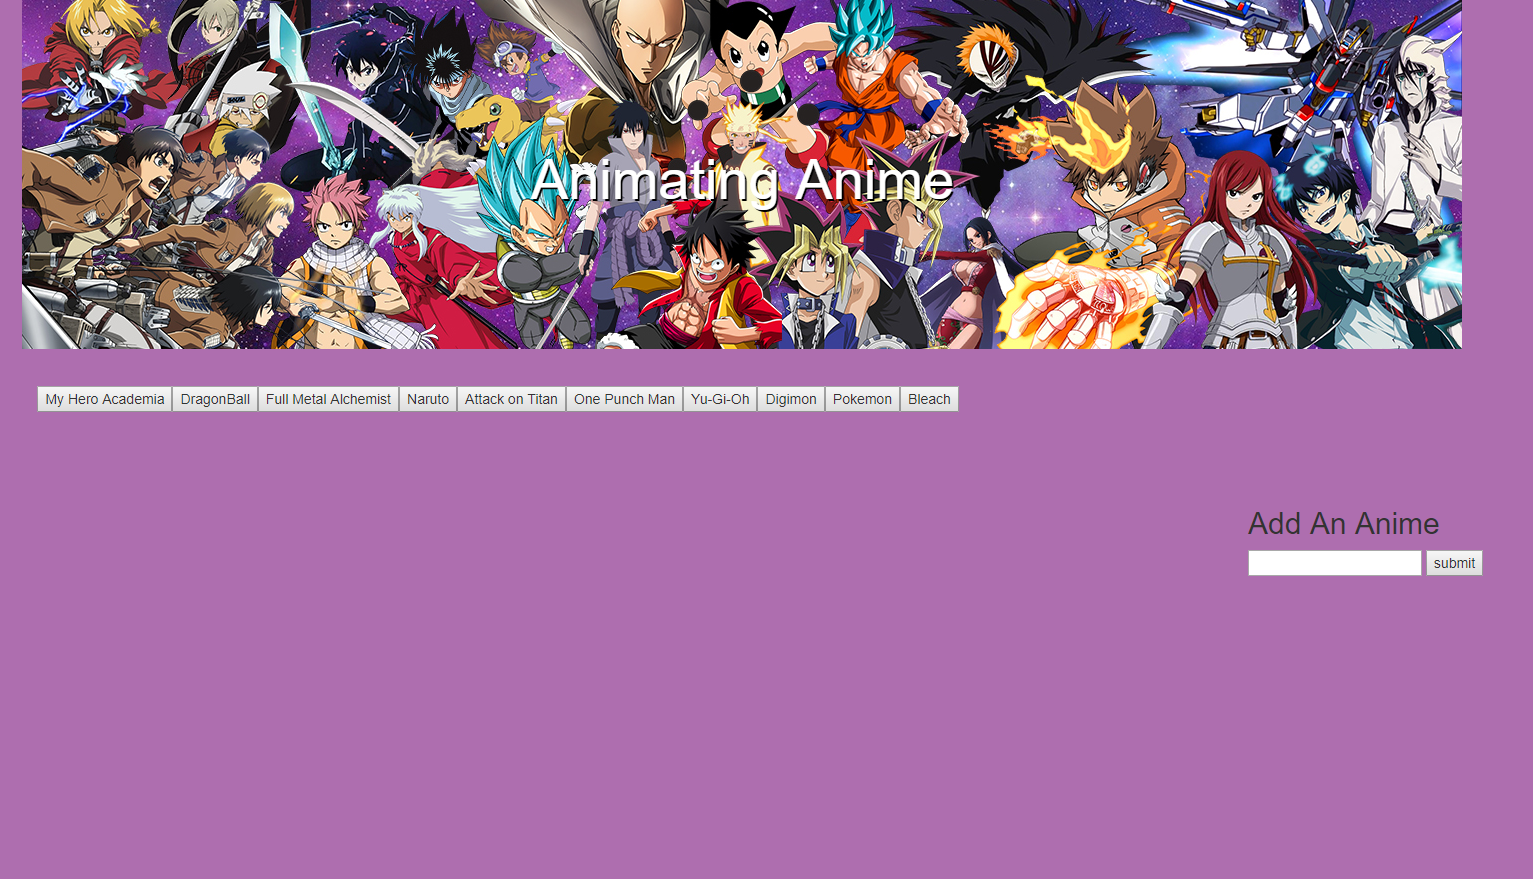 Animating Anime
My Hero Academia DragonBall Full Metal Alchemist Naruto Attack on Titan One Punch Man Yu-Gi-Oh Digimon Pokemon Bleach
Add An Anime
submit